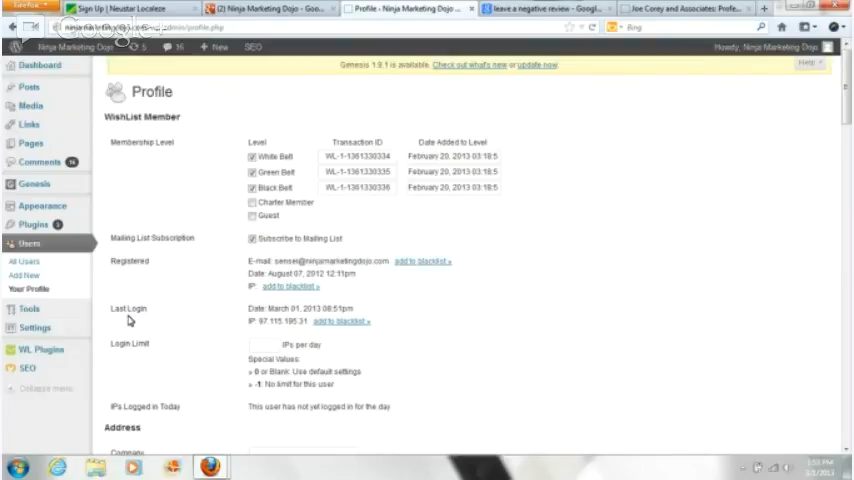 Firefox
Sign Up | Neustar Localeze
(2) Ninja Marketing Dojo - Goo...
Profile ‹ Ninja Marketing Dojo ...
leave a negative review - Googl...
Joe Corey and Associates: Profe...
Google+
Bing
Ninja Marketing Dojo
5
16
+ New
SEO
Howdy, Ninja Marketing Dojo
Dashboard
Posts
Media
Links
Pages
Comments
Genesis
Appearance
Plugins
Users
All Users
Add New
Your Profile
Tools
Settings
WL Plugins
SEO
Collapse menu
Genesis 1.9.1 is available. Check out what's new or update now.
Help
Profile
WishList Member
Membership Level
Level
Transaction ID
Date Added to Level
White Belt
WL-1-1361330334
February 20, 2013 03:18:5
Green Belt
WL-1-1361330335
February 20, 2013 03:18:5
Black Belt
WL-1-1361330336
February 20, 2013 03:18:5
Charter Member
Guest
Mailing List Subscription
Subscribe to Mailing List
Registered
E-mail: sensei@ninjamarketingdojo.com add to blacklist »
Date: August 07, 2012 12:11pm
IP: add to blacklist »
Last Login
Date: March 01, 2013 08:51pm
IP: 97.115.195.31 add to blacklist »
Login Limit
IPs per day
Special Values:
» 0 or Blank: Use default settings
» -1: No limit for this user
IPs Logged in Today
This user has not yet logged in for the day
Address
Company
3:53 PM
3/1/2013